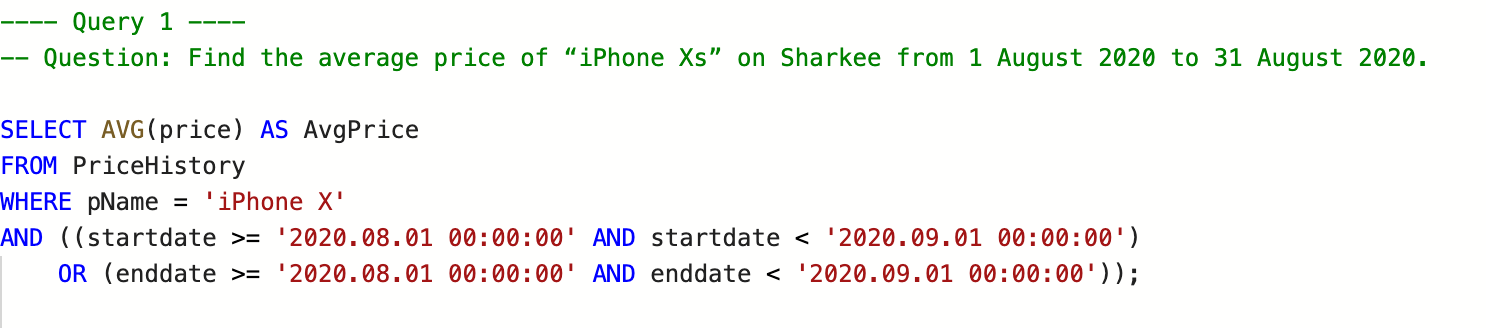 ---- Query 1 ----
-- Question: Find the average price of “iPhone Xs” on Sharkee from 1 August 2020 to 31 August 2020.
SELECT AVG(price) AS AvgPrice
FROM PriceHistory
WHERE pName = 'iPhone X'
AND ((startdate >= '2020.08.01 00:00:00' AND startdate < '2020.09.01 00:00:00')
OR (enddate >= '2020.08.01 00:00:00' AND enddate < '2020.09.01 00:00:00'));